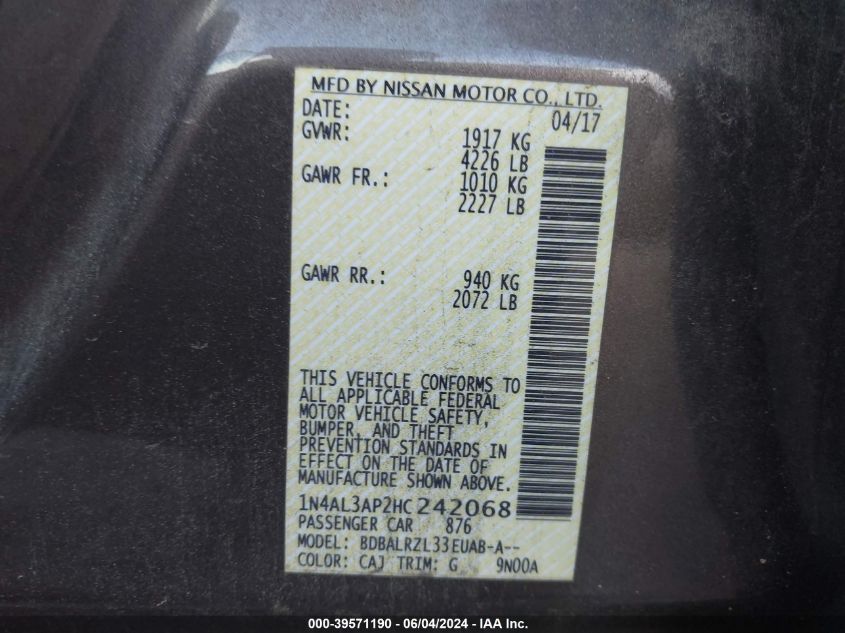 MFD BY NISSAN MOTOR CO., LTD.
DATE: 04/17
GVWR: 1917 KG
4226 LB
GAWR FR.: 1010 KG
2227 LB
GAWR RR.: 940 KG
2072 LB
THIS VEHICLE CONFORMS TO
ALL APPLICABLE FEDERAL
MOTOR VEHICLE SAFETY,
BUMPER, AND THEFT
PREVENTION STANDARDS IN
EFFECT ON THE DATE OF
MANUFACTURE SHOWN ABOVE.
1N4AL3AP2HC242068
PASSENGER CAR 876
MODEL: BDBALRZL33EUAB-A--
COLOR: CAJ TRIM: G 9N00A
000-39571190 - 06/04/2024 - IAA Inc.